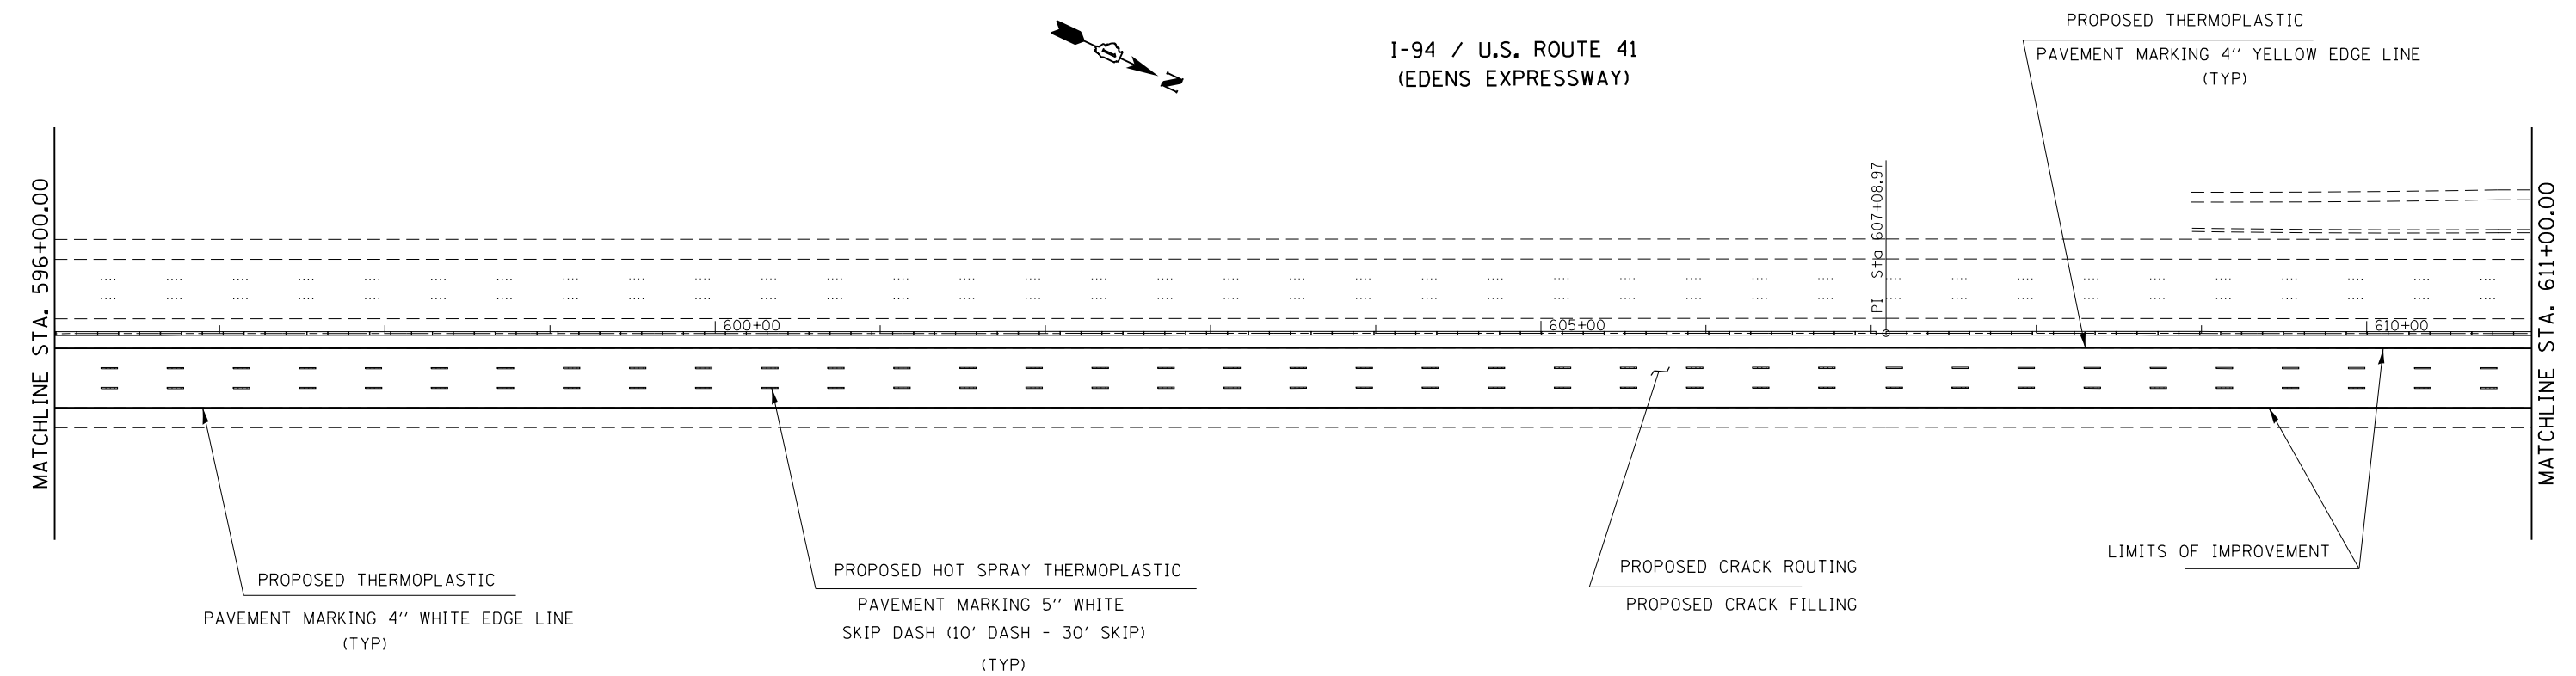 PROPOSED THERMOPLASTIC
PAVEMENT MARKING 4'' YELLOW EDGE LINE
(TYP)
I-94 / U.S. ROUTE 41
(EDENS EXPRESSWAY)
N
MATCHLINE STA. 596+00.00
600+00
605+00
PI Sta 607+08.97
610+00
MATCHLINE STA. 611+00.00
PROPOSED THERMOPLASTIC
PAVEMENT MARKING 4'' WHITE EDGE LINE
(TYP)
PROPOSED HOT SPRAY THERMOPLASTIC
PAVEMENT MARKING 5'' WHITE
SKIP DASH (10' DASH - 30' SKIP)
(TYP)
PROPOSED CRACK ROUTING
PROPOSED CRACK FILLING
LIMITS OF IMPROVEMENT